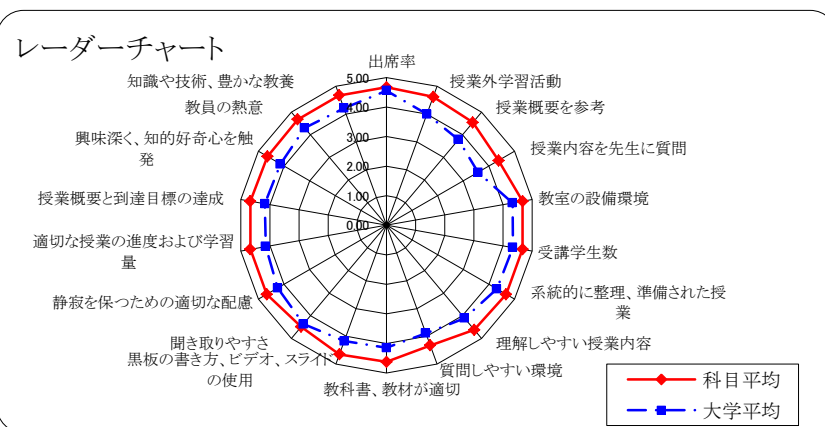 レーダーチャート
出席率
授業外学習活動
授業概要を参考
授業内容を先生に質問
教室の設備環境
受講学生数
系統的に整理、準備された授
業
理解しやすい授業内容
質問しやすい環境
教科書、教材が適切
黒板の書き方、ビデオ、スライド
の使用
聞き取りやすさ
静寂を保つための適切な配慮
適切な授業の進度および学習
量
授業概要と到達目標の達成
興味深く、知的好奇心を触
発
教員の熱意
知識や技術、豊かな教養
5.00
4.00
3.00
2.00
1.00
0.00
科目平均
大学平均